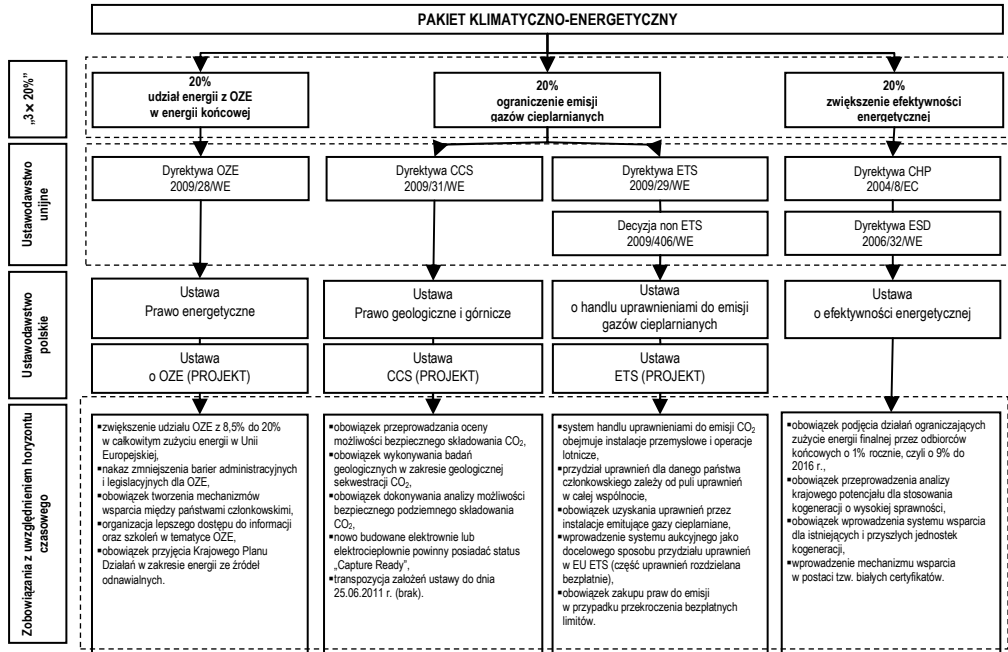 PAKIET KLIMATYCZNO-ENERGETYCZNY
„3× 20%”
20%
udział energii z OZE
w energii końcowej
20%
ograniczenie emisji
gazów cieplarnianych
20%
zwiększenie efektywności
energetycznej
Ustawodawstwo
unijne
Dyrektywa OZE
2009/28/WE
Dyrektywa CCS
2009/31/WE
Dyrektywa ETS
2009/29/WE
Decyzja non ETS
2009/406/WE
Dyrektywa CHP
2004/8/EC
Dyrektywa ESD
2006/32/WE
Ustawodawstwo
polskie
Ustawa
Prawo energetyczne
Ustawa
o OZE (PROJEKT)
Ustawa
Prawo geologiczne i górnicze
Ustawa
CCS (PROJEKT)
Ustawa
o handlu uprawnieniami do emisji
gazów cieplarnianych
Ustawa
ETS (PROJEKT)
Ustawa
o efektywności energetycznej
Zobowiązania z uwzględnieniem horyzontu
czasowego
▪zwiększenie udziału OZE z 8,5% do 20%
w całkowitym zużyciu energii w Unii
Europejskiej,
▪nakaz zmniejszenia barier administracyjnych
i legislacyjnych dla OZE,
▪obowiązek tworzenia mechanizmów
wsparcia między państwami członkowskimi,
▪organizacja lepszego dostępu do informacji
oraz szkoleń w tematyce OZE,
▪obowiązek przyjęcia Krajowego Planu
Działań w zakresie energii ze źródeł
odnawialnych.
▪obowiązek przeprowadzania oceny
możliwości bezpiecznego składowania CO₂,
▪obowiązek wykonywania badań
geologicznych w zakresie geologicznej
sekwestracji CO₂,
▪obowiązek dokonywania analizy możliwości
bezpiecznego podziemnego składowania
CO₂,
▪nowo budowane elektrownie lub
elektrociepłownie powinny posiadać status
„Capture Ready”,
▪transpozycja założeń ustawy do dnia
25.06.2011 r. (brak).
▪system handlu uprawnieniami do emisji CO₂
obejmuje instalacje przemysłowe i operacje
lotnicze,
▪przydział uprawnień dla danego państwa
członkowskiego zależy od puli uprawnień
w całej wspólnocie,
▪obowiązek uzyskania uprawnień przez
instalacje emitujące gazy cieplarniane,
▪wprowadzenie systemu aukcyjnego jako
docelowego sposobu przydziału uprawnień
w EU ETS (część uprawnień rozdzielana
bezpłatnie),
▪obowiązek zakupu praw do emisji
w przypadku przekroczenia bezpłatnych
limitów.
▪obowiązek podjęcia działań ograniczających
zużycie energii finalnej przez odbiorców
końcowych o 1% rocznie, czyli o 9% do
2016 r.,
▪obowiązek przeprowadzenia analizy
krajowego potencjału dla stosowania
kogeneracji o wysokiej sprawności,
▪obowiązek wprowadzenia systemu wsparcia
dla istniejących i przyszłych jednostek
kogeneracji,
▪wprowadzenie mechanizmu wsparcia
w postaci tzw. białych certyfikatów.